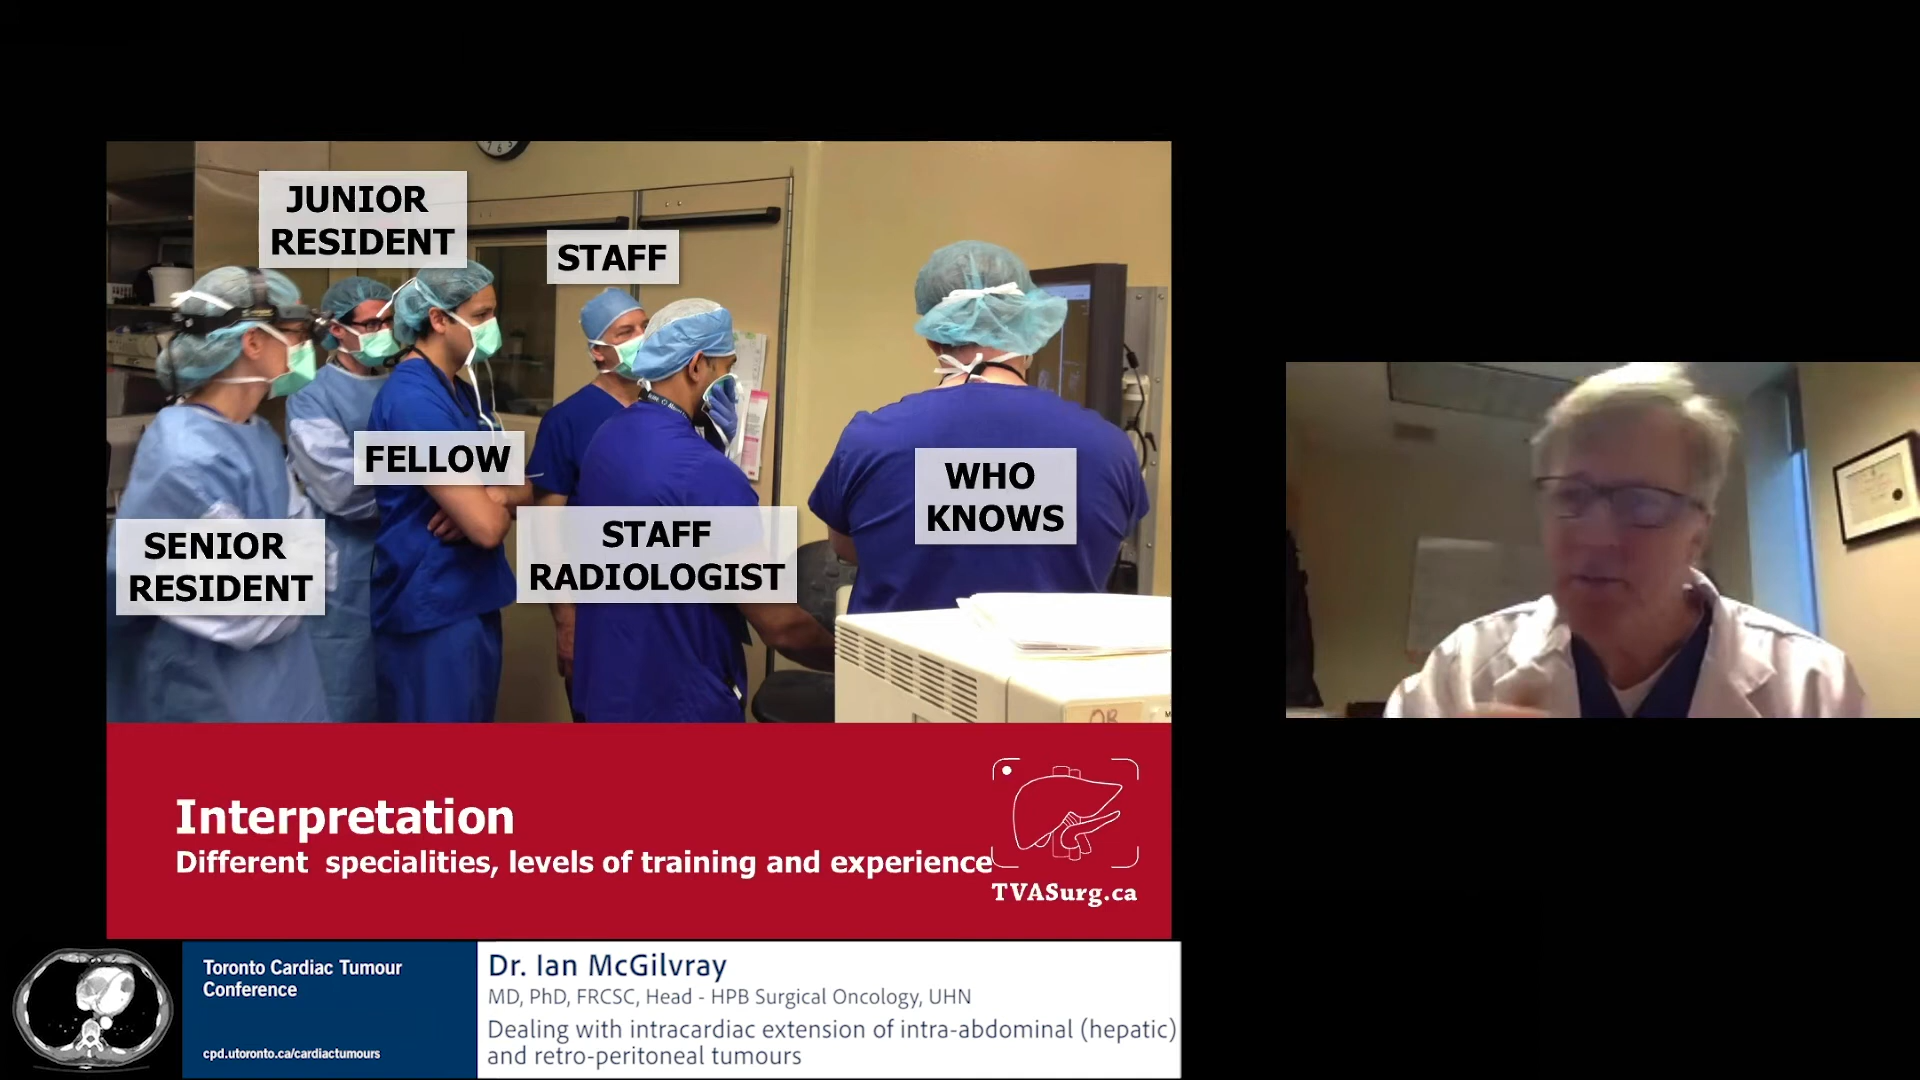 JUNIOR
RESIDENT
STAFF
FELLOW
WHO
KNOWS
SENIOR
RESIDENT
STAFF
RADIOLOGIST
Interpretation
Different specialities, levels of training and experience
TVASurg.ca
Toronto Cardiac Tumour
Conference
cpd.utoronto.ca/cardiactumours
Dr. Ian McGilvray
MD, PhD, FRCSC, Head - HPB Surgical Oncology, UHN
Dealing with intracardiac extension of intra-abdominal (hepatic)
and retro-peritoneal tumours